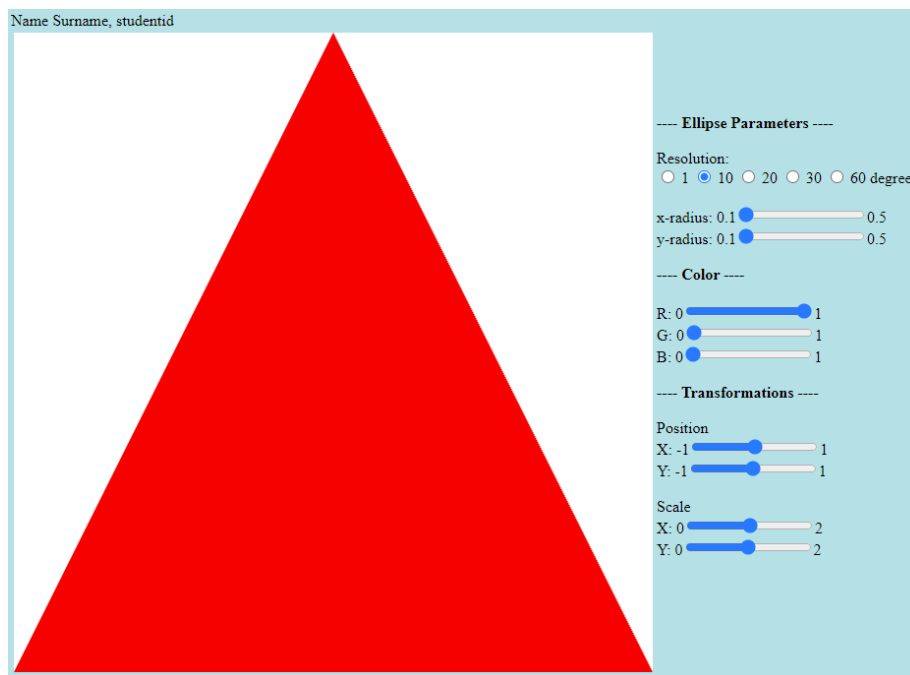 Name Surname, studentid
---- Ellipse Parameters ----
Resolution:
1 10 20 30 60 degree
x-radius: 0.1 0.5
y-radius: 0.1 0.5
---- Color ----
R: 0 1
G: 0 1
B: 0 1
---- Transformations ----
Position
X: -1 1
Y: -1 1
Scale
X: 0 2
Y: 0 2